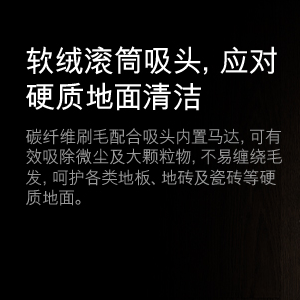 软绒滚筒吸头，应对
硬质地面清洁
碳纤维刷毛配合吸头内置马达，可有
效吸除微尘及大颗粒物，不易缠绕毛
发，呵护各类地板、地砖及瓷砖等硬
质地面。